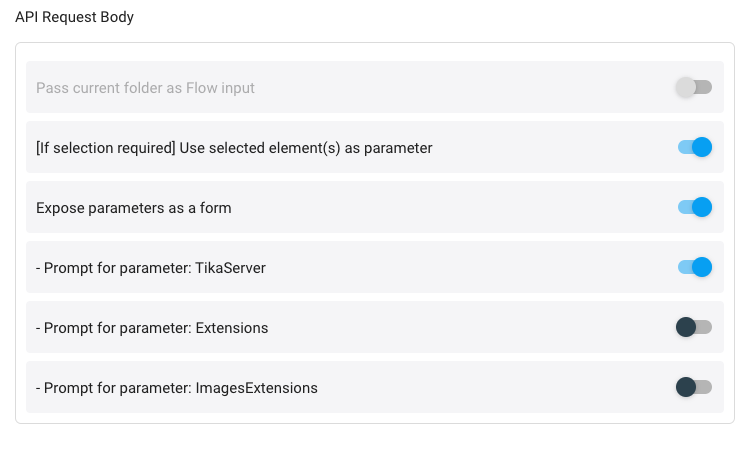 API Request Body
Pass current folder as Flow input
[If selection required] Use selected element(s) as parameter
Expose parameters as a form
- Prompt for parameter: TikaServer
- Prompt for parameter: Extensions
- Prompt for parameter: ImagesExtensions